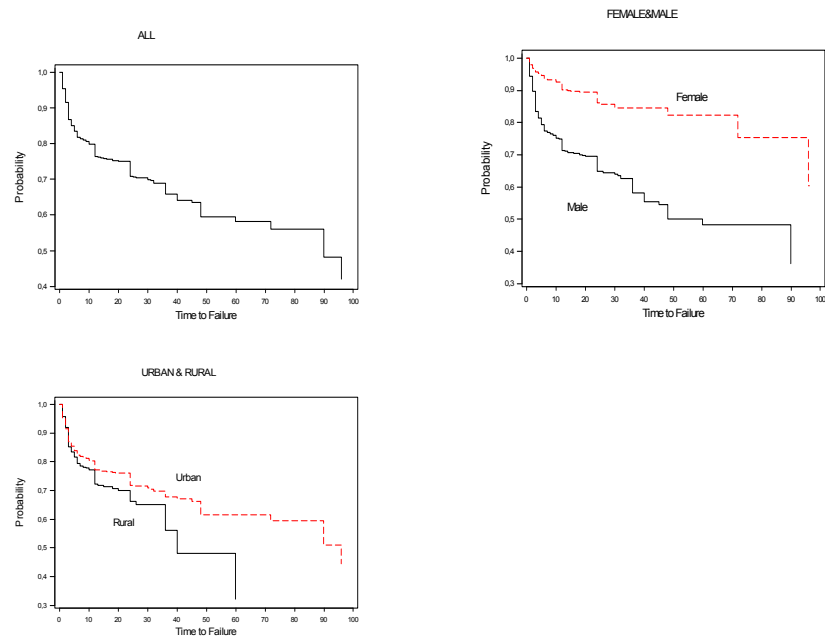 ALL
1,0
0,9
0,8
0,7
0,6
0,5
0,4
Probability
0 10 20 30 40 50 60 70 80 90 100
Time to Failure
FEMALE&MALE
1,0
0,9
0,8
0,7
0,6
0,5
0,4
0,3
Probability
Female
Male
0 10 20 30 40 50 60 70 80 90 100
Time to Failure
URBAN & RURAL
1,0
0,9
0,8
0,7
0,6
0,5
0,4
0,3
Probability
Urban
Rural
0 10 20 30 40 50 60 70 80 90 100
Time to Failure